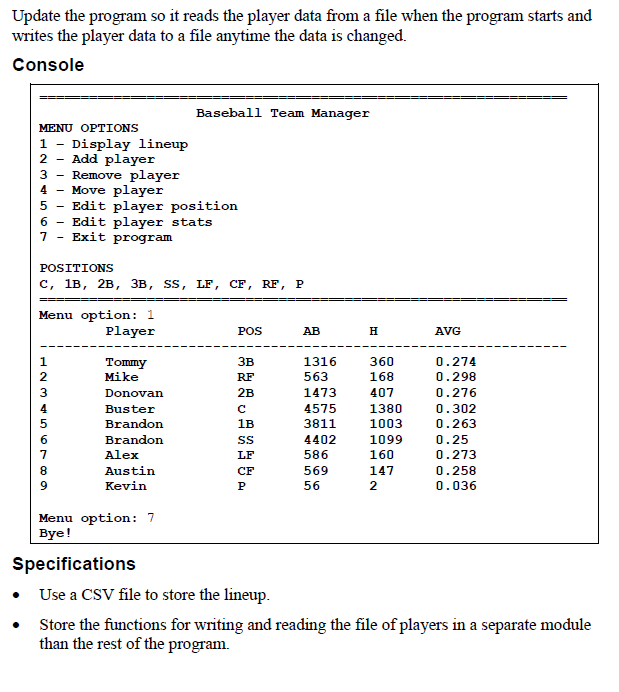 Update the program so it reads the player data from a file when the program starts and
writes the player data to a file anytime the data is changed.
Console
================================================================
Baseball Team Manager
MENU OPTIONS
1 – Display lineup
2 – Add player
3 – Remove player
4 – Move player
5 – Edit player position
6 – Edit player stats
7 - Exit program
POSITIONS
C, 1B, 2B, 3B, SS, LF, CF, RF, P
================================================================
Menu option: 1
Player POS AB H AVG
----------------------------------------------------------------
1 Tommy 3B 1316 360 0.274
2 Mike RF 563 168 0.298
3 Donovan 2B 1473 407 0.276
4 Buster C 4575 1380 0.302
5 Brandon 1B 3811 1003 0.263
6 Brandon SS 4402 1099 0.25
7 Alex LF 586 160 0.273
8 Austin CF 569 147 0.258
9 Kevin P 56 2 0.036
Menu option: 7
Bye!
Specifications
• Use a CSV file to store the lineup.
• Store the functions for writing and reading the file of players in a separate module
than the rest of the program.